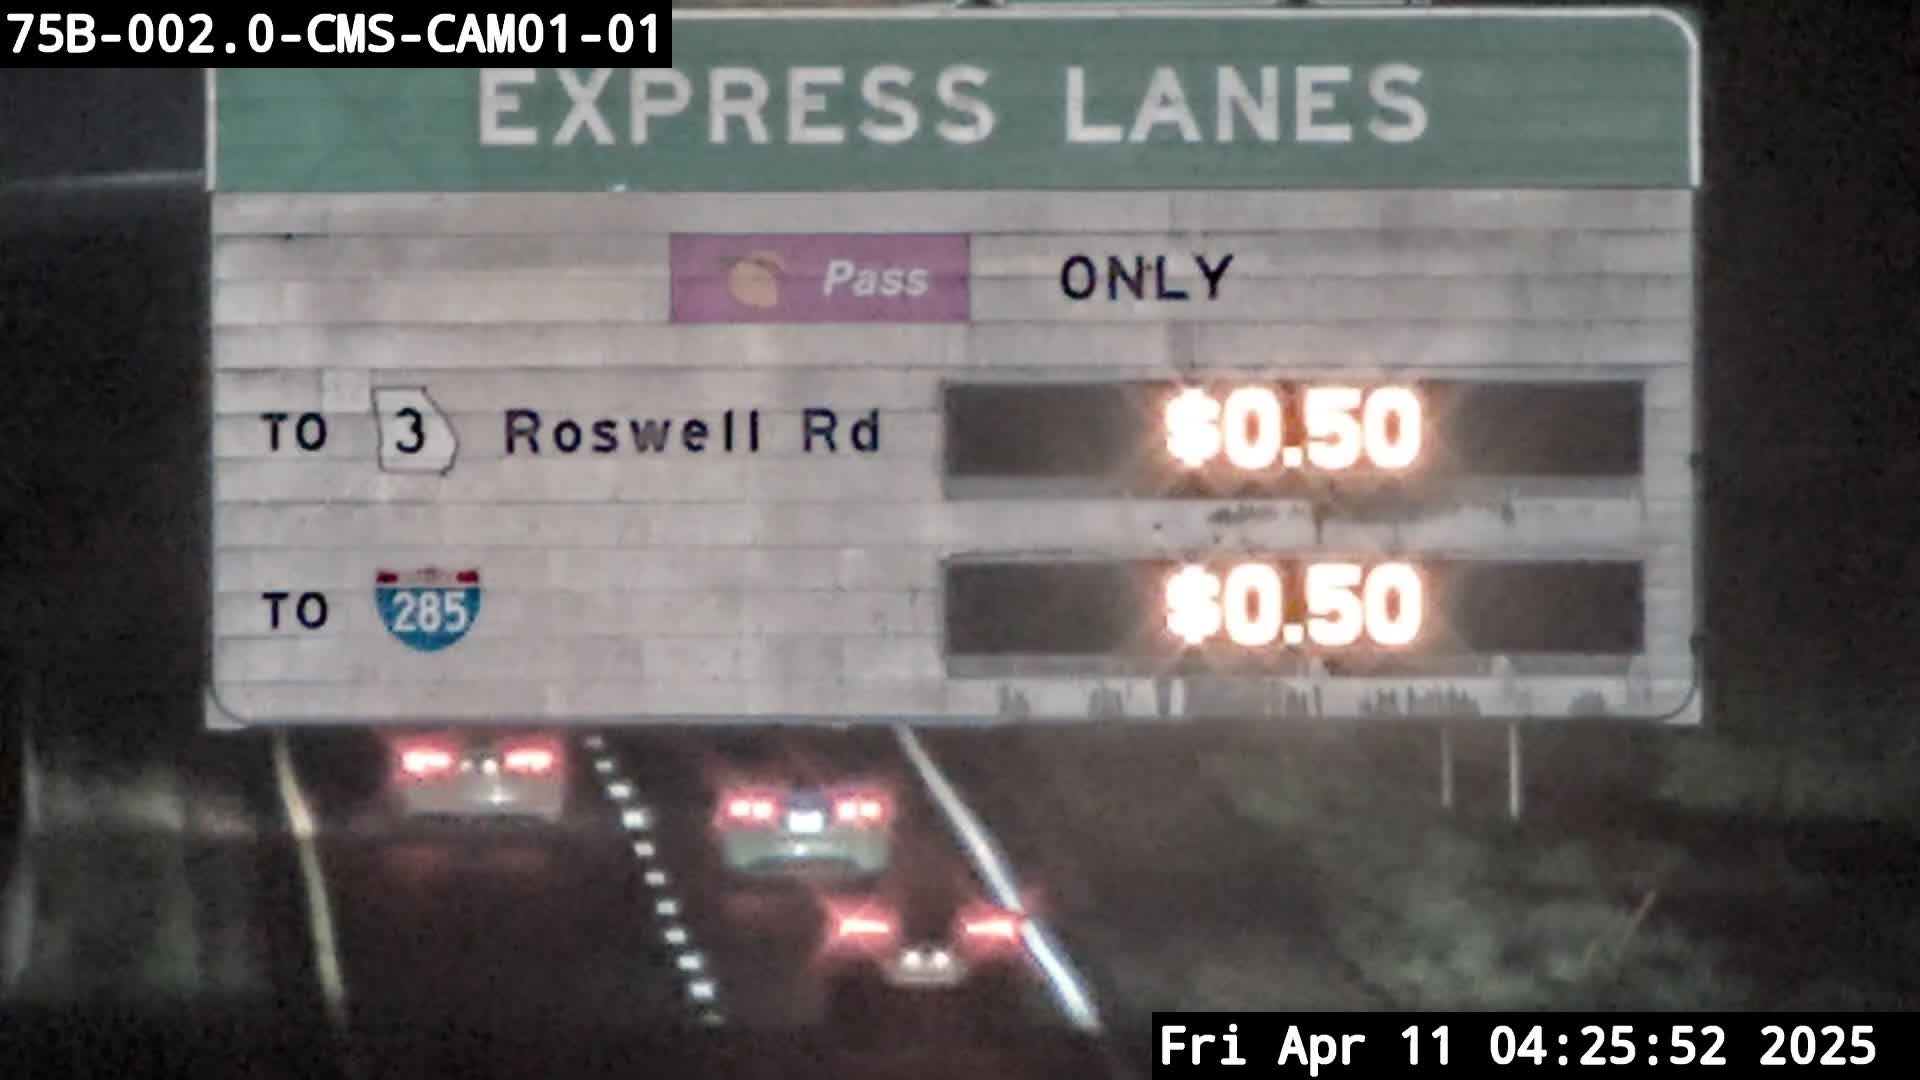 75B-002.0-CMS-CAM01-01
EXPRESS LANES
Pass ONLY
TO 3 Roswell Rd $0.50
TO 285 $0.50
Fri Apr 11 04:25:52 2025